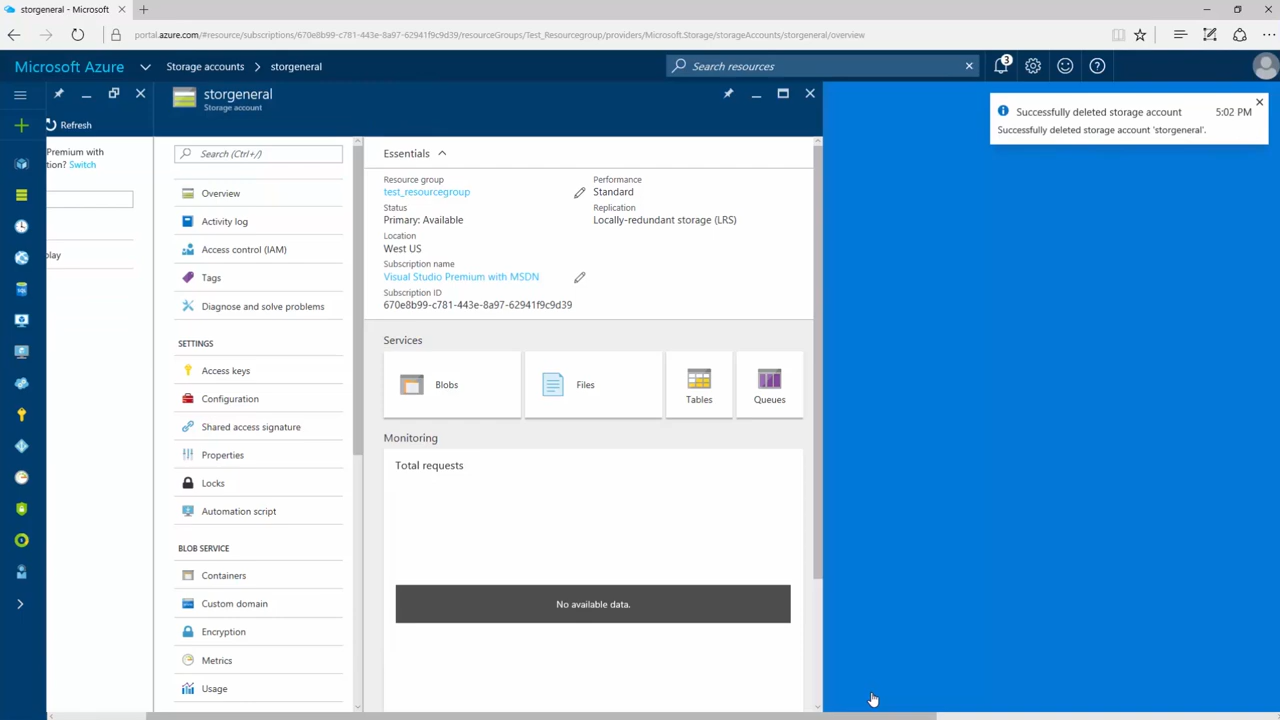 storgeneral - Microsoft
portal.azure.com/#resource/subscriptions/670e8b99-c781-443e-8a97-62941f9c9d39/resourceGroups/Test_Resourcegroup/providers/Microsoft.Storage/storageAccounts/storgeneral/overview
Microsoft Azure
Storage accounts > storgeneral
Search resources
3
Refresh
Premium with
tion? Switch
play
storgeneral
Storage account
Search (Ctrl+/)
Overview
Activity log
Access control (IAM)
Tags
Diagnose and solve problems
SETTINGS
Access keys
Configuration
Shared access signature
Properties
Locks
Automation script
BLOB SERVICE
Containers
Custom domain
Encryption
Metrics
Usage
Essentials
Resource group
test_resourcegroup
Status
Primary: Available
Location
West US
Subscription name
Visual Studio Premium with MSDN
Subscription ID
670e8b99-c781-443e-8a97-62941f9c9d39
Performance
Standard
Replication
Locally-redundant storage (LRS)
Services
Blobs
Files
Tables
Queues
Monitoring
Total requests
No available data.
Successfully deleted storage account 5:02 PM
Successfully deleted storage account 'storgeneral'.